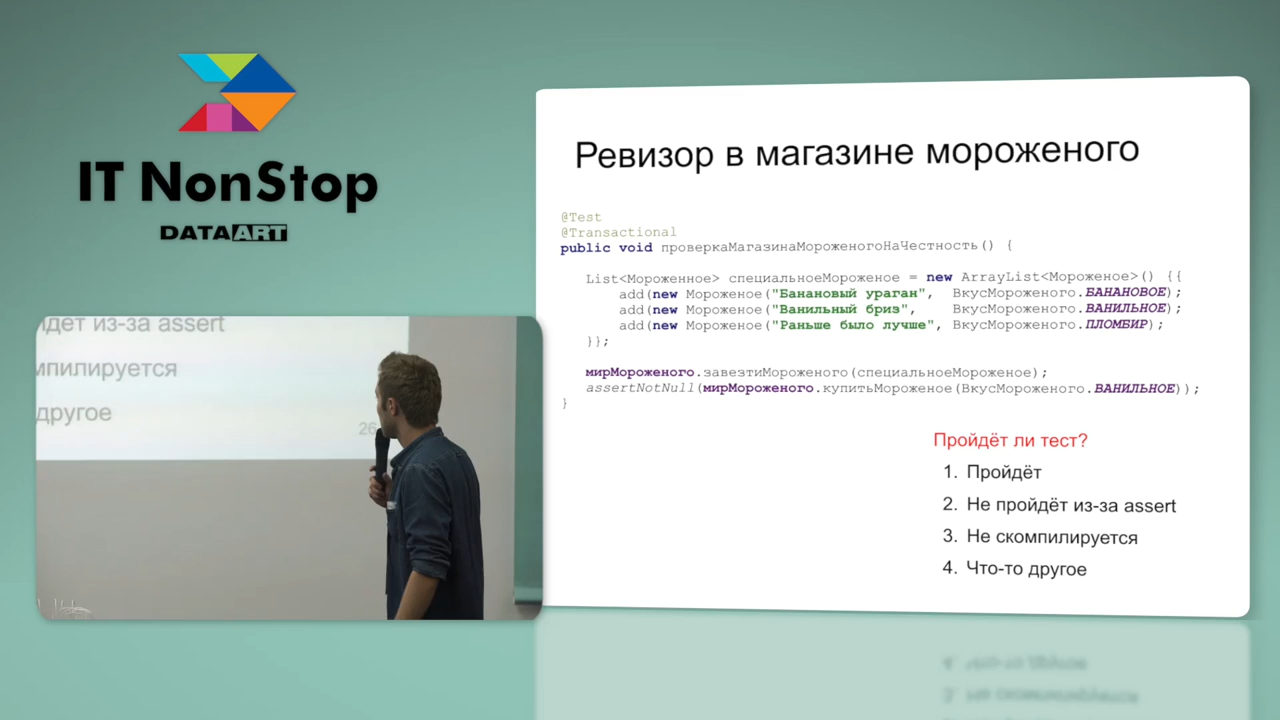 IT NonStop
DATAART
Ревизор в магазине мороженого
@Test
@Transactional
public void проверкаМагазинаМороженогоНаЧестность() {
List<Мороженное> специальноеМороженое = new ArrayList<Мороженое>() {{
add(new Мороженое("Банановый ураган", ВкусМороженого.БАНАНОВОЕ);
add(new Мороженое("Ванильный бриз", ВкусМороженого.ВАНИЛЬНОЕ);
add(new Мороженое("Раньше было лучше", ВкусМороженого.ПЛОМБИР);
}};
мирМороженого.завезтиМороженого(специальноеМороженое);
assertNotNull(мирМороженого.купитьМороженое(ВкусМороженого.ВАНИЛЬНОЕ));
}
Пройдёт ли тест?
1. Пройдёт
2. Не пройдёт из-за assert
3. Не скомпилируется
4. Что-то другое
йдёт из-за assert
мпилируется
другое
26